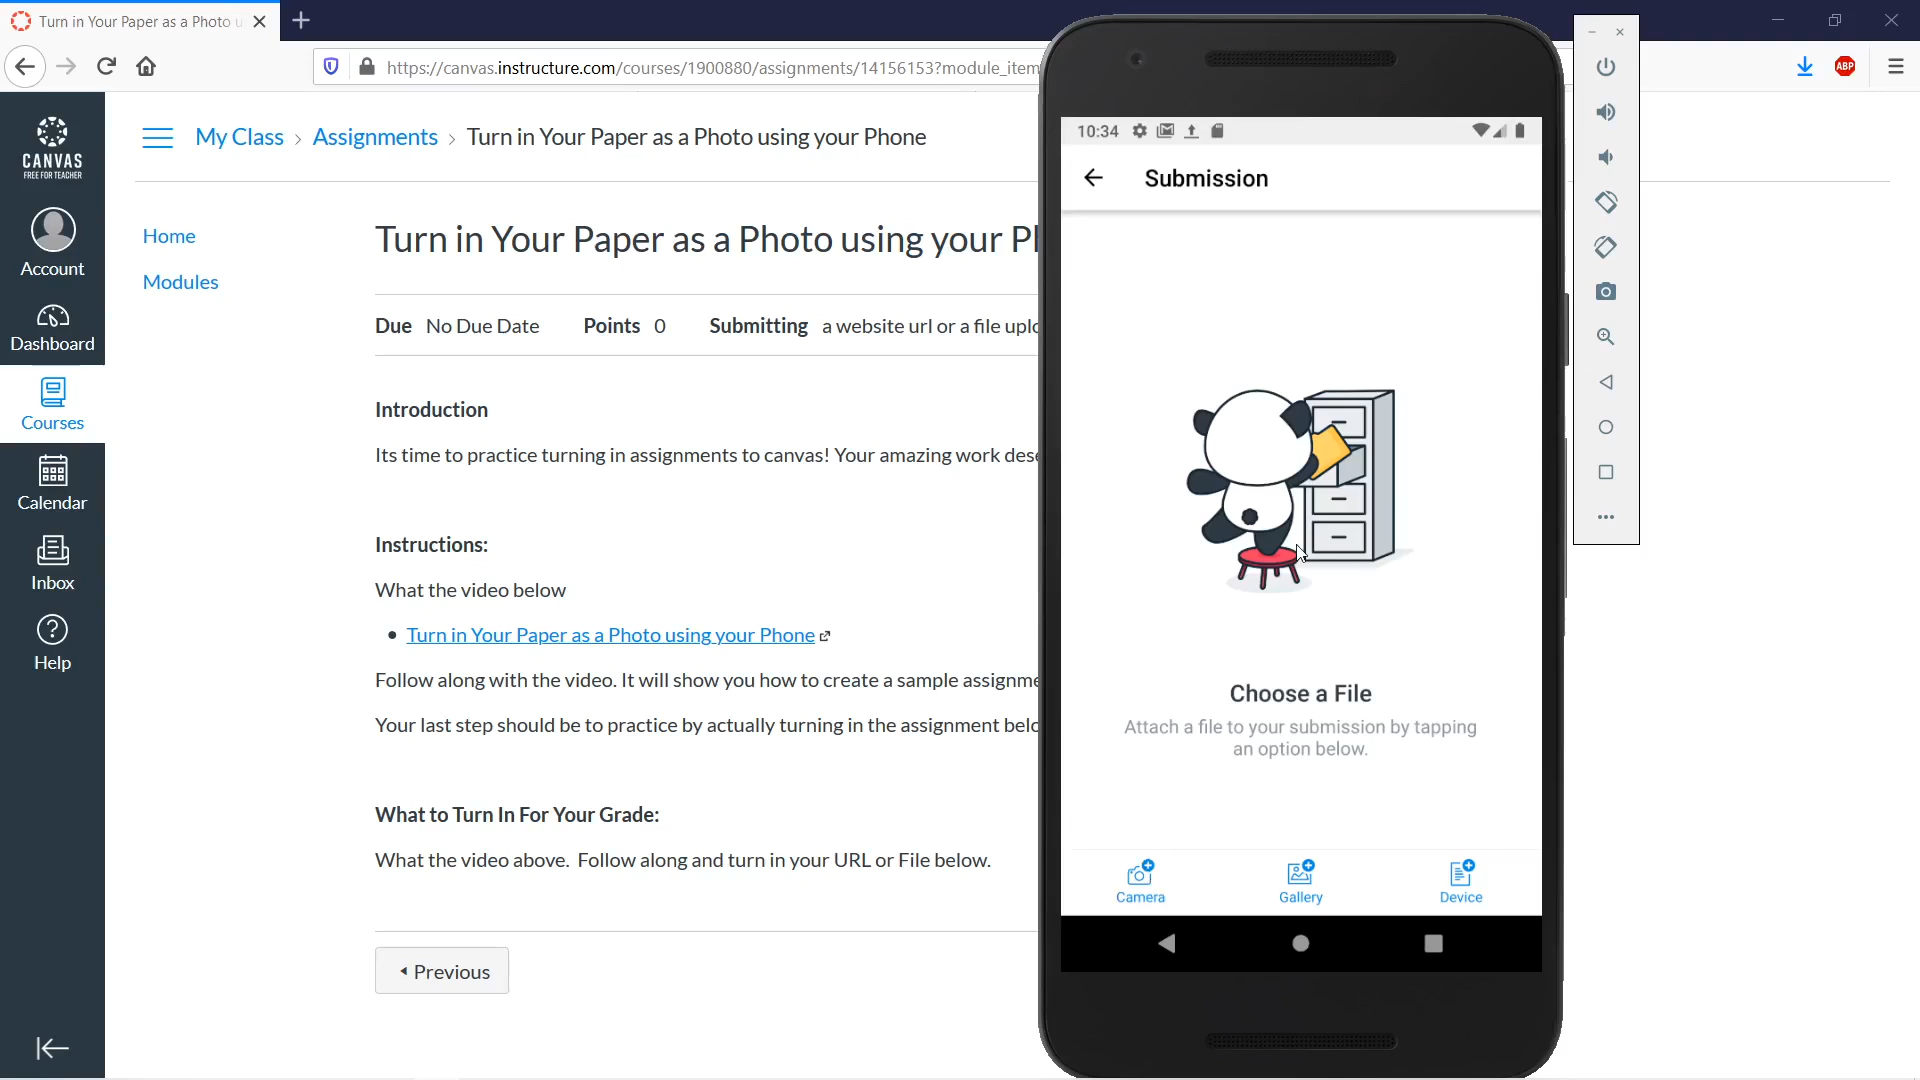 Turn in Your Paper as a Photo u
https://canvas.instructure.com/courses/1900880/assignments/14156153?module_item
ABP
CANVAS
FREE FOR TEACHER
Account
Dashboard
Courses
Calendar
Inbox
Help
My Class › Assignments › Turn in Your Paper as a Photo using your Phone
Home
Modules
Turn in Your Paper as a Photo using your Pl
Due No Due Date Points 0 Submitting a website url or a file uplo
Introduction
Its time to practice turning in assignments to canvas! Your amazing work dese
Instructions:
What the video below
Turn in Your Paper as a Photo using your Phone
Follow along with the video. It will show you how to create a sample assignme
Your last step should be to practice by actually turning in the assignment belo
What to Turn In For Your Grade:
What the video above. Follow along and turn in your URL or File below.
Previous
10:34
Submission
Choose a File
Attach a file to your submission by tapping
an option below.
Camera
Gallery
Device